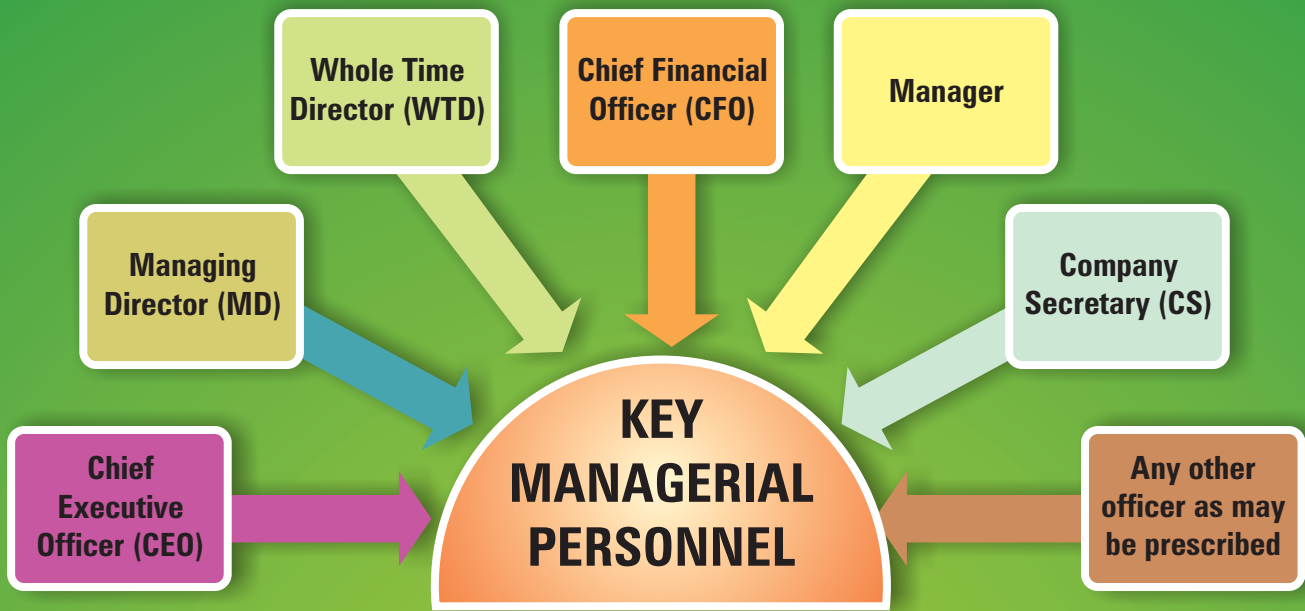 Whole Time
Director (WTD)
Chief Financial
Officer (CFO)
Manager
Managing
Director (MD)
Company
Secretary (CS)
Chief
Executive
Officer (CEO)
KEY
MANAGERIAL
PERSONNEL
Any other
officer as may
be prescribed